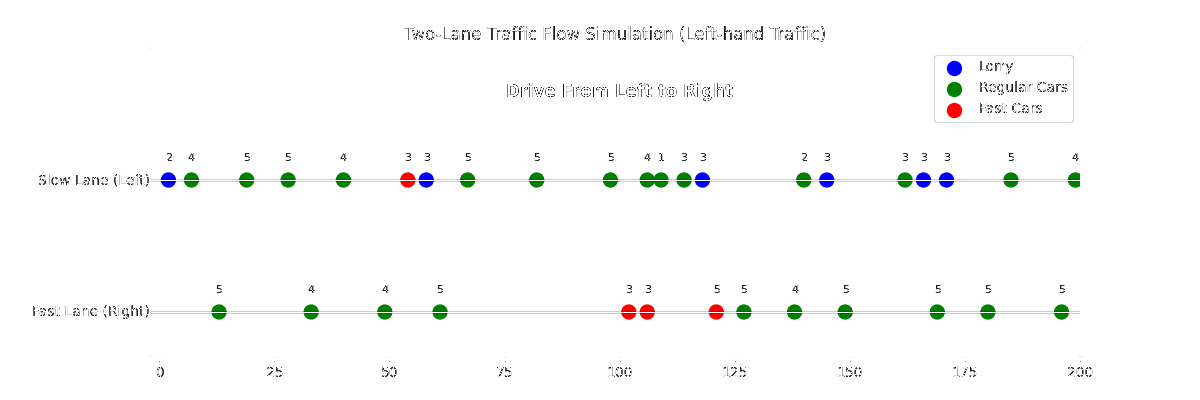 Two-Lane Traffic Flow Simulation (Left-hand Traffic)
Drive From Left to Right
Lorry
Regular Cars
Fast Cars
2 4 5 5 4 3 3 5 5 5 4 1 3 3 2 3 3 3 3 5 4
Slow Lane (Left)
5 4 4 5 3 3 5 5 4 5 5 5 5
Fast Lane (Right)
0 25 50 75 100 125 150 175 200